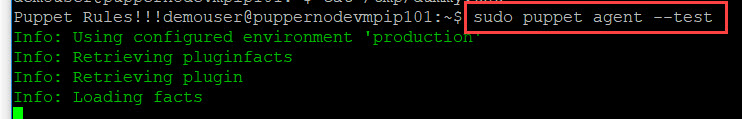 Puppet Rules!!!demouser@puppernodevmpip101:~$ sudo puppet agent --test
Info: Using configured environment 'production'
Info: Retrieving pluginfacts
Info: Retrieving plugin
Info: Loading facts